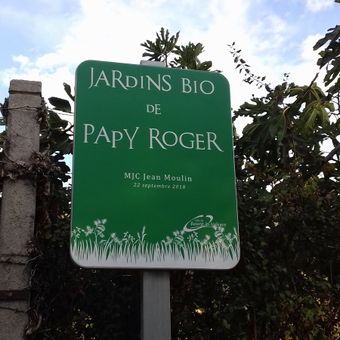 JARDINS BIO
DE
PAPY ROGER
MJC Jean Moulin
22 septembre 2018